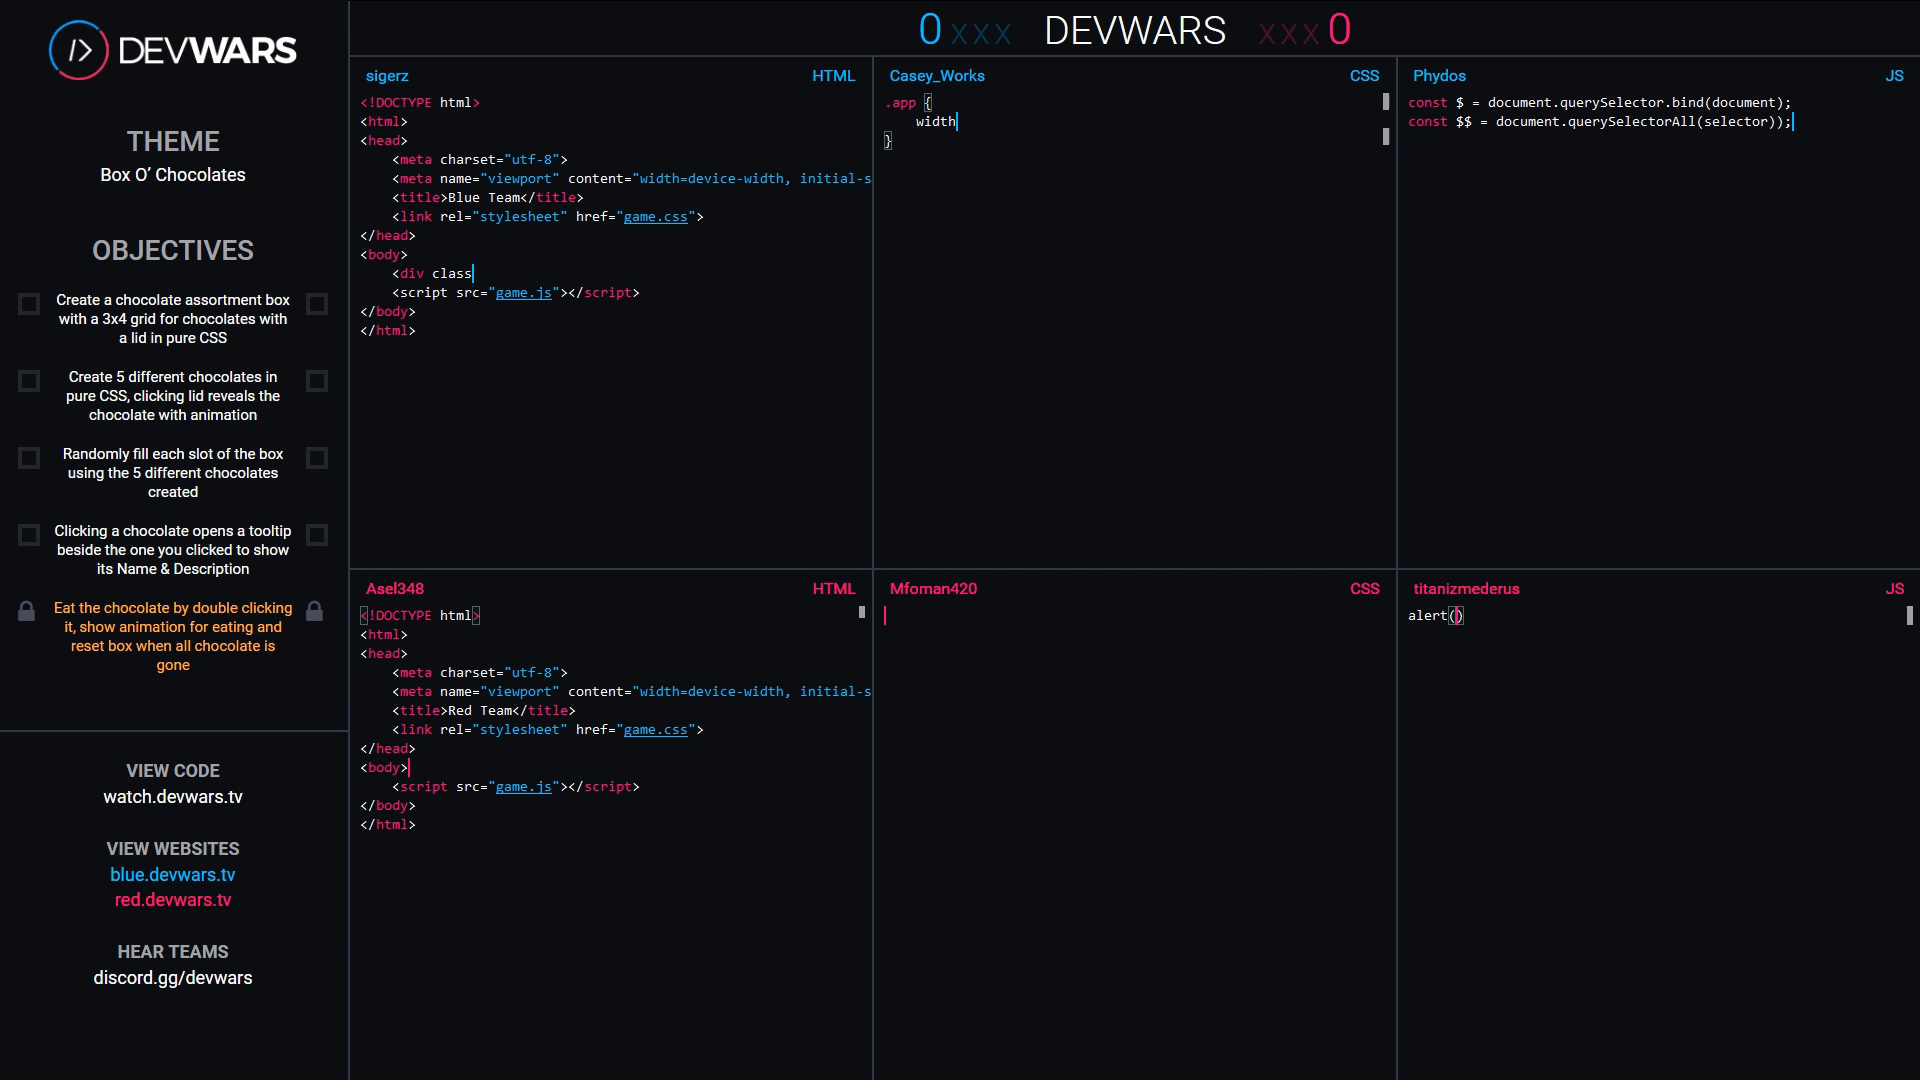 DEVWARS
THEME
Box O’ Chocolates
OBJECTIVES
Create a chocolate assortment box
with a 3x4 grid for chocolates with
a lid in pure CSS
Create 5 different chocolates in
pure CSS, clicking lid reveals the
chocolate with animation
Randomly fill each slot of the box
using the 5 different chocolates
created
Clicking a chocolate opens a tooltip
beside the one you clicked to show
its Name & Description
Eat the chocolate by double clicking
it, show animation for eating and
reset box when all chocolate is
gone
VIEW CODE
watch.devwars.tv
VIEW WEBSITES
blue.devwars.tv
red.devwars.tv
HEAR TEAMS
discord.gg/devwars
0 xxx DEVWARS xxx 0
sigerz HTML
<!DOCTYPE html>
<html>
<head>
    <meta charset="utf-8">
    <meta name="viewport" content="width=device-width, initial-s
    <title>Blue Team</title>
    <link rel="stylesheet" href="game.css">
</head>
<body>
    <div class
    <script src="game.js"></script>
</body>
</html>
Casey_Works CSS
.app {
    width
}
Phydos JS
const $ = document.querySelector.bind(document);
const $$ = document.querySelectorAll(selector));
Asel348 HTML
<!DOCTYPE html>
<html>
<head>
    <meta charset="utf-8">
    <meta name="viewport" content="width=device-width, initial-s
    <title>Red Team</title>
    <link rel="stylesheet" href="game.css">
</head>
<body>
    <script src="game.js"></script>
</body>
</html>
Mfoman420 CSS
titanizmederus JS
alert()